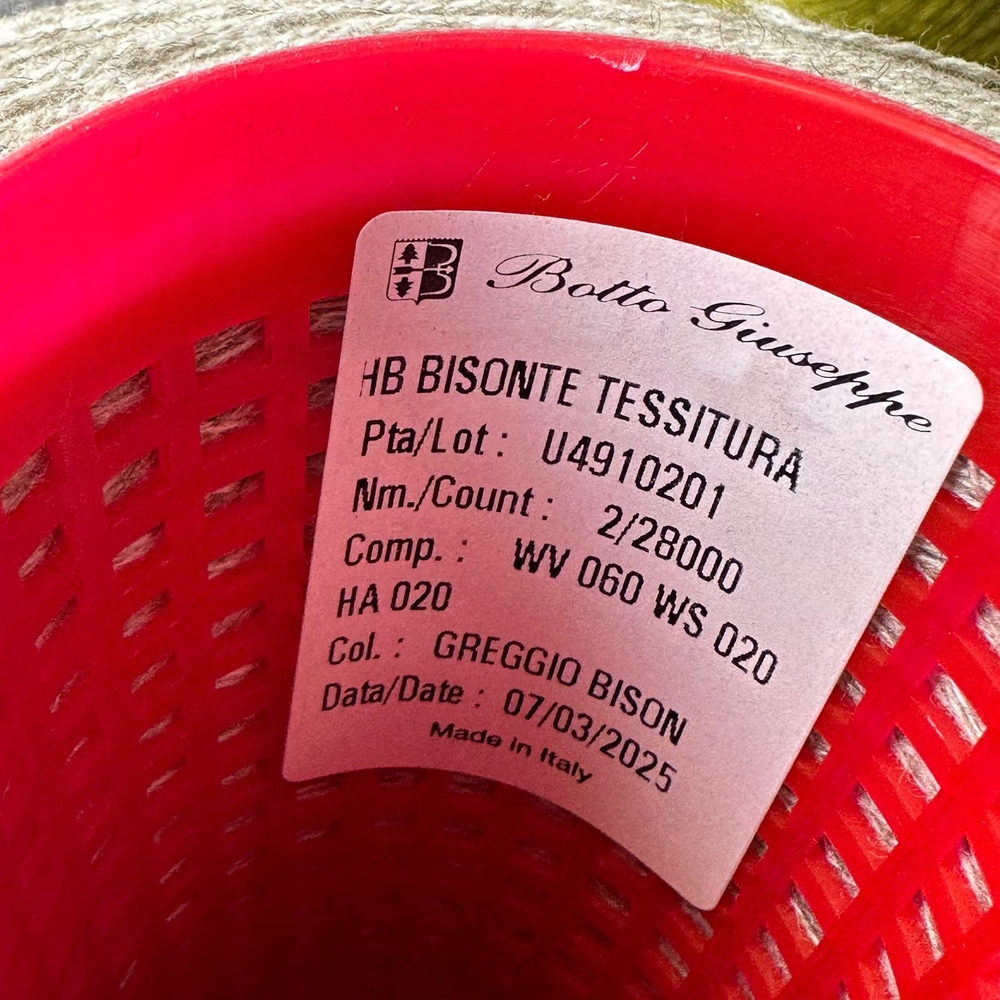 B
Botto Giuseppe
HB BISONTE TESSITURA
Pta/Lot : U4910201
Nm./Count : 2/28000
Comp. : WV 060 WS 020
HA 020
Col. : GREGGIO BISON
Data/Date : 07/03/2025
Made in Italy